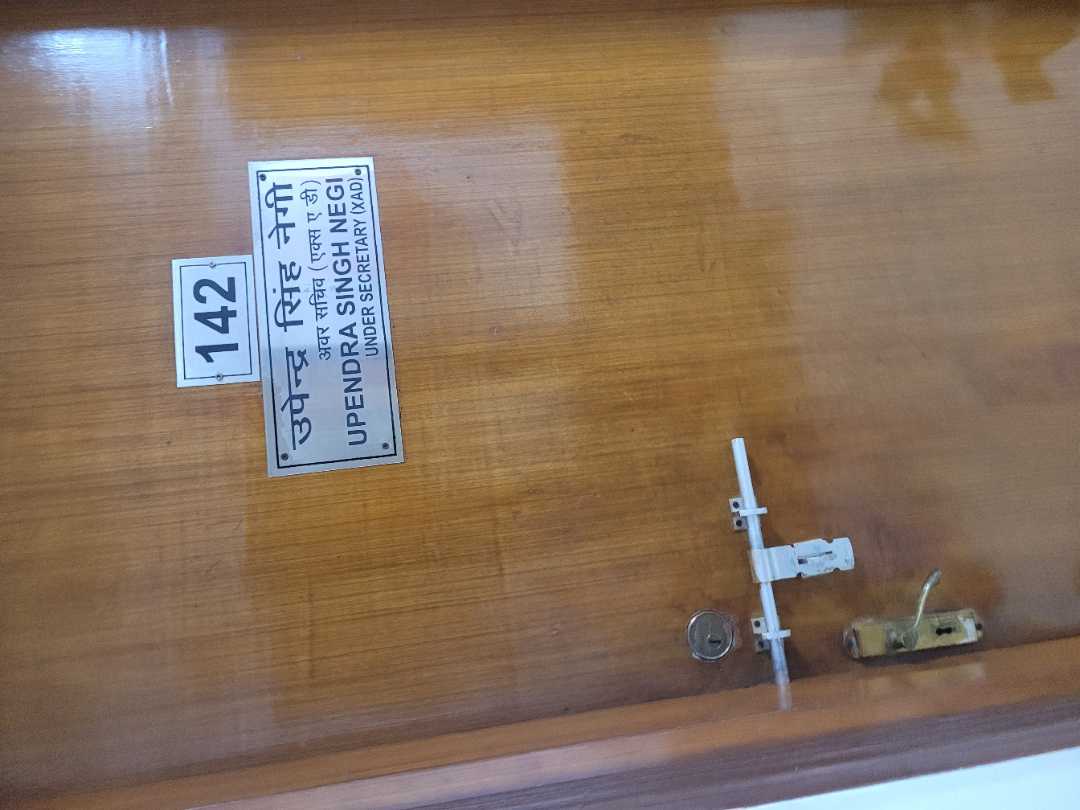 142
उपेन्द्र सिंह नेगी
अवर सचिव (एक्स ए डी)
UPENDRA SINGH NEGI
UNDER SECRETARY (XAD)